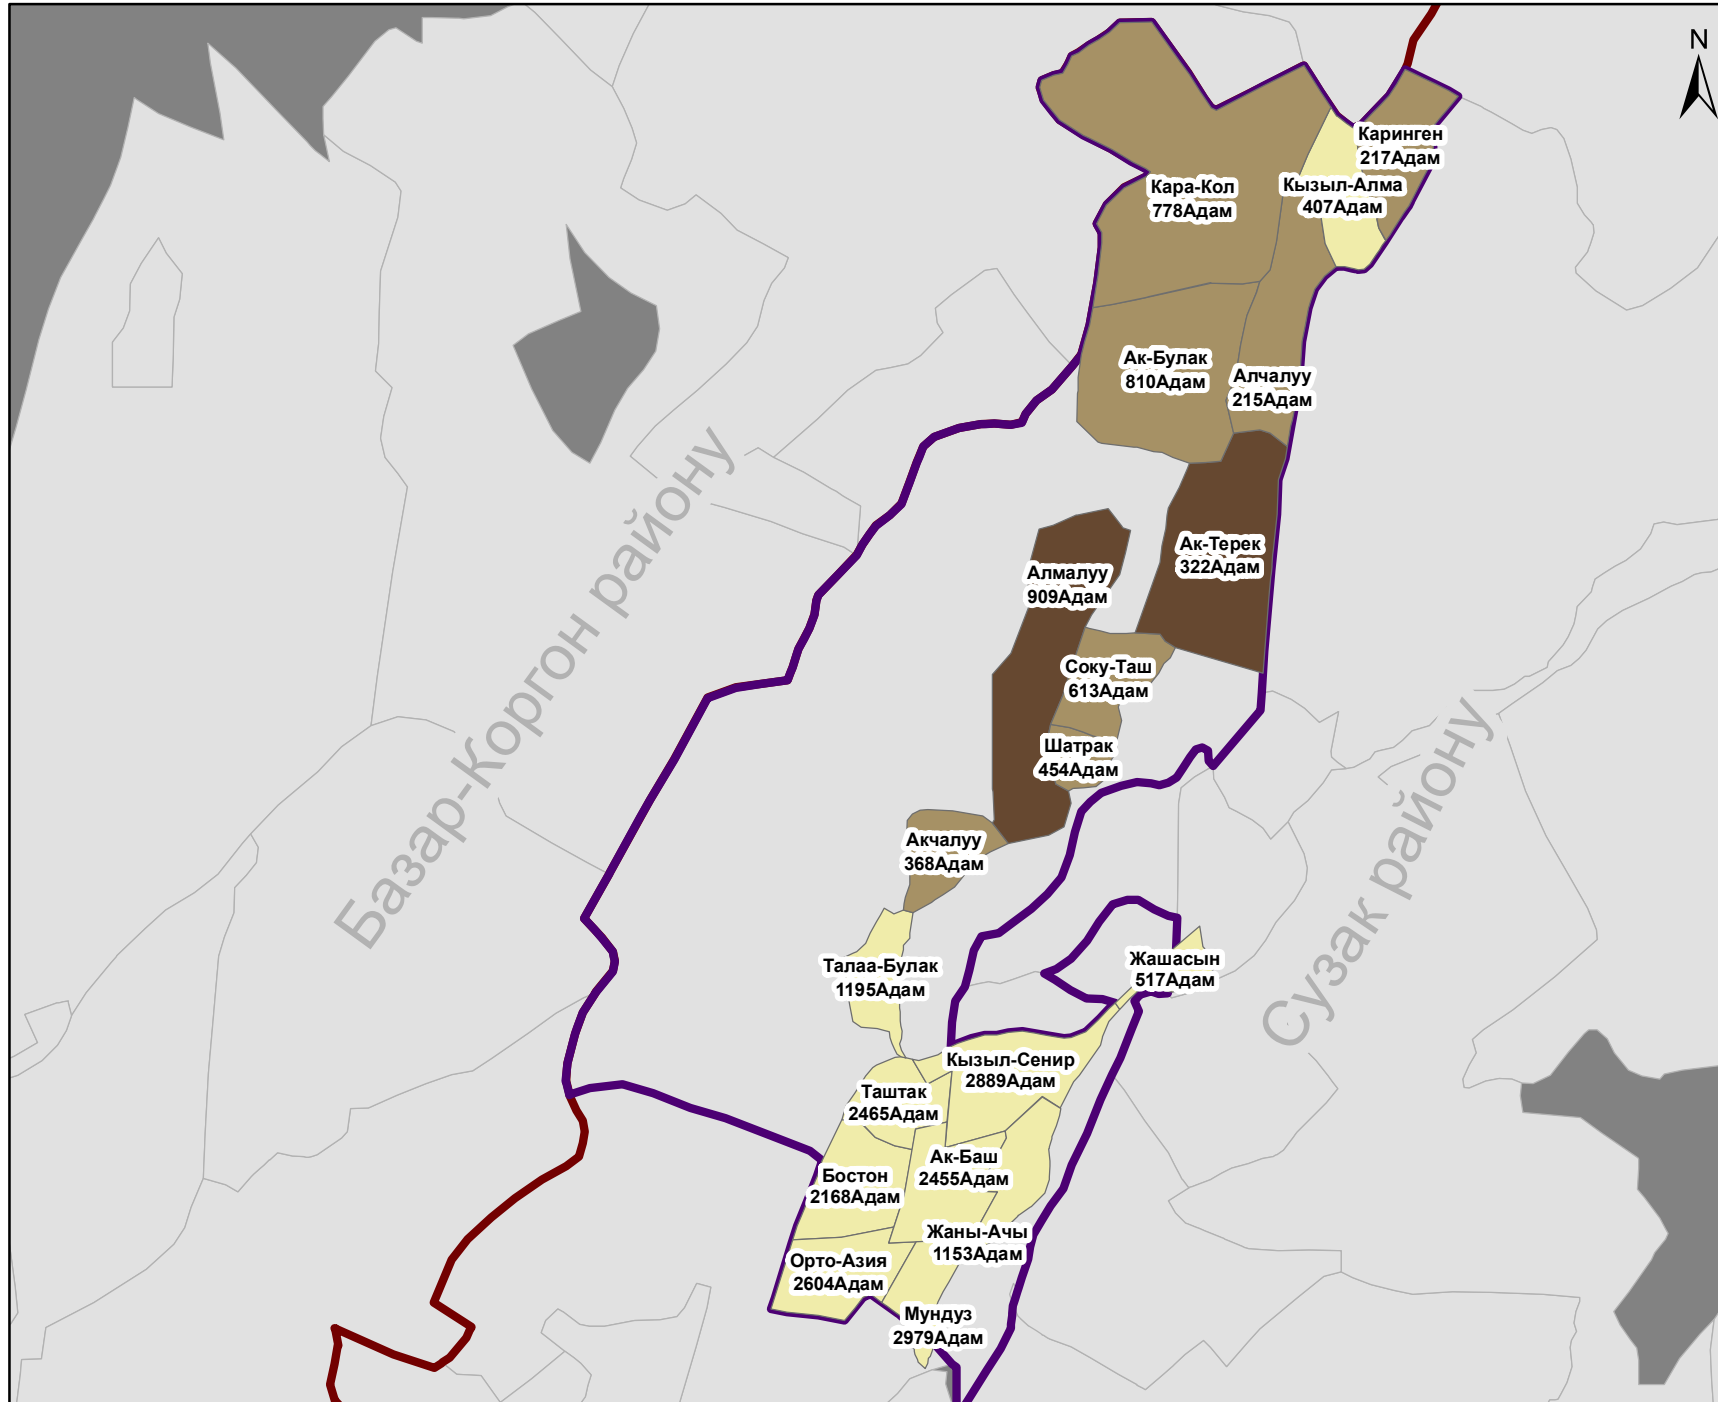 N
Каринген
217Адам
Кызыл-Алма
407Адам
Кара-Кол
778Адам
Ак-Булак
810Адам
Алчалуу
215Адам
Ак-Терек
322Адам
Алмалуу
909Адам
Соку-Таш
613Адам
Шатрак
454Адам
Акчалуу
368Адам
Базар-Коргон району
Сузак району
Талаа-Булак
1195Адам
Жашасын
517Адам
Кызыл-Сенир
2889Адам
Таштак
2465Адам
Ак-Баш
2455Адам
Бостон
2168Адам
Жаны-Ачы
1153Адам
Орто-Азия
2604Адам
Мундуз
2979Адам